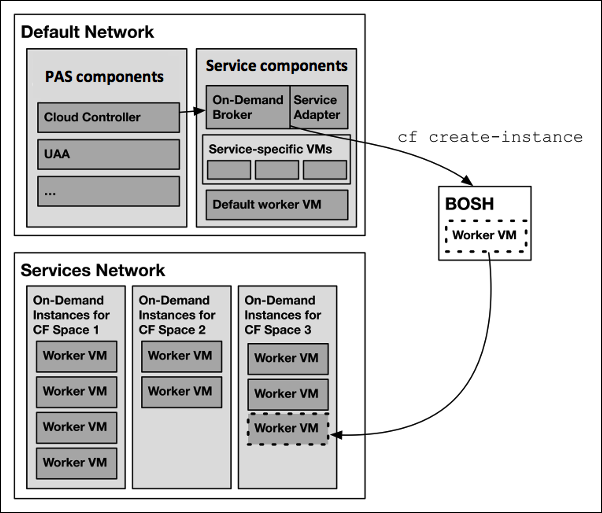 Default Network
PAS components
Cloud Controller
UAA
...
Service components
On-Demand
Broker
Service
Adapter
Service-specific VMs
Default worker VM
cf create-instance
BOSH
Worker VM
Services Network
On-Demand
Instances for
CF Space 1
Worker VM
Worker VM
Worker VM
Worker VM
On-Demand
Instances for
CF Space 2
Worker VM
Worker VM
On-Demand
Instances for
CF Space 3
Worker VM
Worker VM
Worker VM